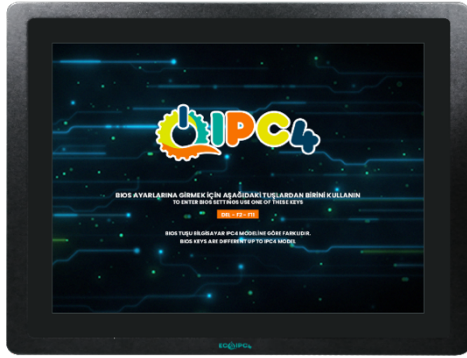 IPC4
BIOS AYARLARINA GİRMEK İÇİN AŞAĞIDAKİ TUŞLARDAN BİRİNİ KULLANIN
TO ENTER BIOS SETTINGS USE ONE OF THESE KEYS
DEL - F2 - F11
BIOS TUŞU BİLGİSAYAR IPC4 MODELİNE GÖRE FARKLIDIR.
BIOS KEYS ARE DIFFERENT UP TO IPC4 MODEL